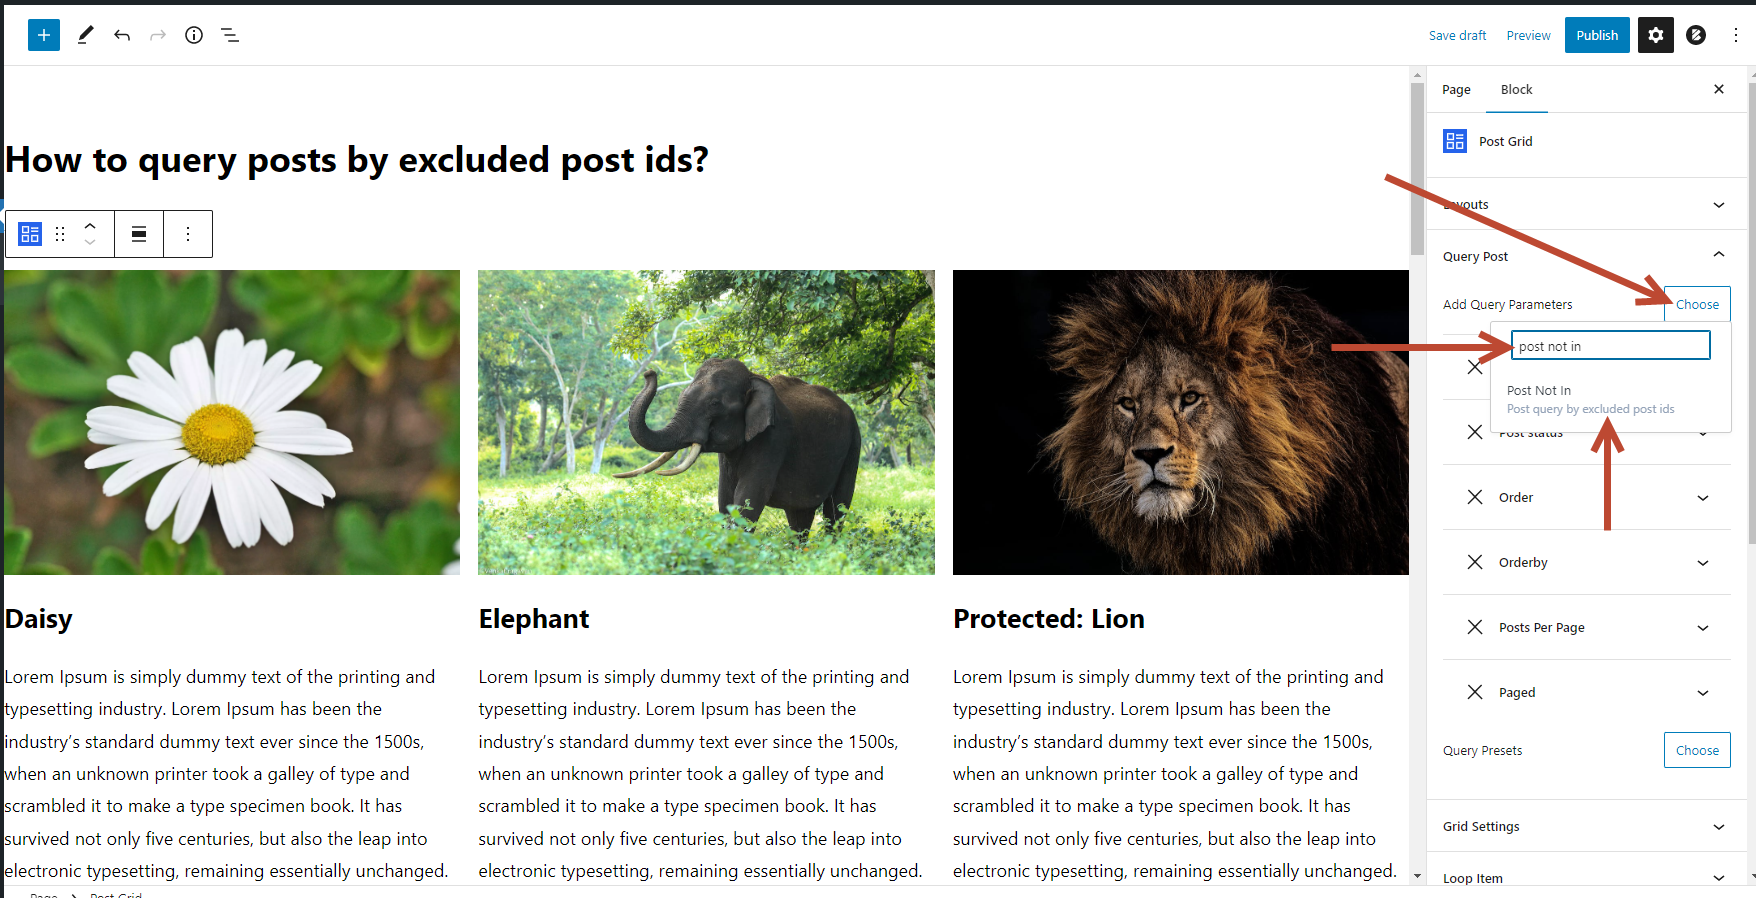 Save draft
Preview
Publish
Page
Block
Post Grid
How to query posts by excluded post ids?
Layouts
Query Post
Add Query Parameters
Choose
post not in
Post Not In
Post query by excluded post ids
Post status
Order
Orderby
Posts Per Page
Paged
Query Presets
Choose
Grid Settings
Loop Item
Daisy
Lorem Ipsum is simply dummy text of the printing and
typesetting industry. Lorem Ipsum has been the
industry’s standard dummy text ever since the 1500s,
when an unknown printer took a galley of type and
scrambled it to make a type specimen book. It has
survived not only five centuries, but also the leap into
electronic typesetting, remaining essentially unchanged.
Elephant
Lorem Ipsum is simply dummy text of the printing and
typesetting industry. Lorem Ipsum has been the
industry’s standard dummy text ever since the 1500s,
when an unknown printer took a galley of type and
scrambled it to make a type specimen book. It has
survived not only five centuries, but also the leap into
electronic typesetting, remaining essentially unchanged.
Protected: Lion
Lorem Ipsum is simply dummy text of the printing and
typesetting industry. Lorem Ipsum has been the
industry’s standard dummy text ever since the 1500s,
when an unknown printer took a galley of type and
scrambled it to make a type specimen book. It has
survived not only five centuries, but also the leap into
electronic typesetting, remaining essentially unchanged.
Page > Post Grid